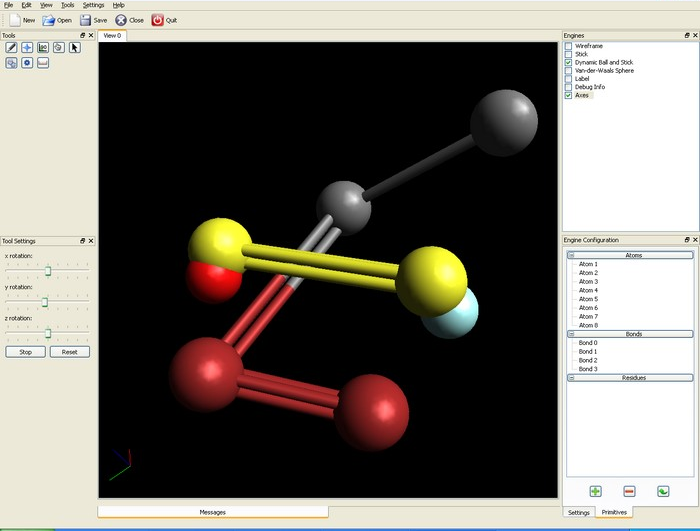 File Edit View Tools Settings Help
New Open Save Close Quit
Tools
View 0
Engines
Wireframe
Stick
Dynamic Ball and Stick
Van-der-Waals Sphere
Label
Debug Info
Axes
Tool Settings
x rotation:
y rotation:
z rotation:
Stop Reset
Engine Configuration
Atoms
Atom 1
Atom 2
Atom 3
Atom 4
Atom 5
Atom 6
Atom 7
Atom 8
Bonds
Bond 0
Bond 1
Bond 2
Bond 3
Residues
Settings Primitives
Messages